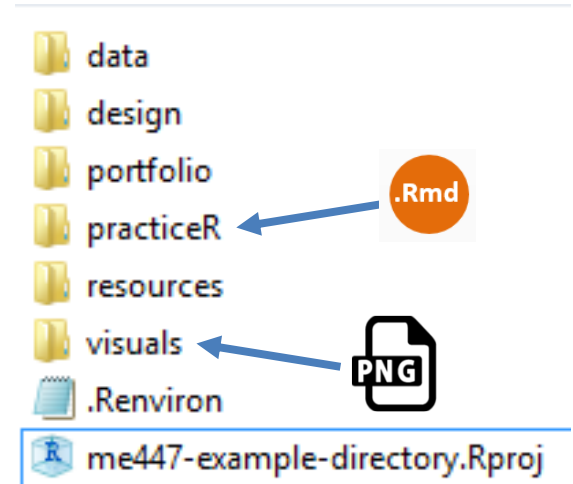 data
design
portfolio
.Rmd
practiceR
resources
visuals
PNG
.Renviron
R
me447-example-directory.Rproj